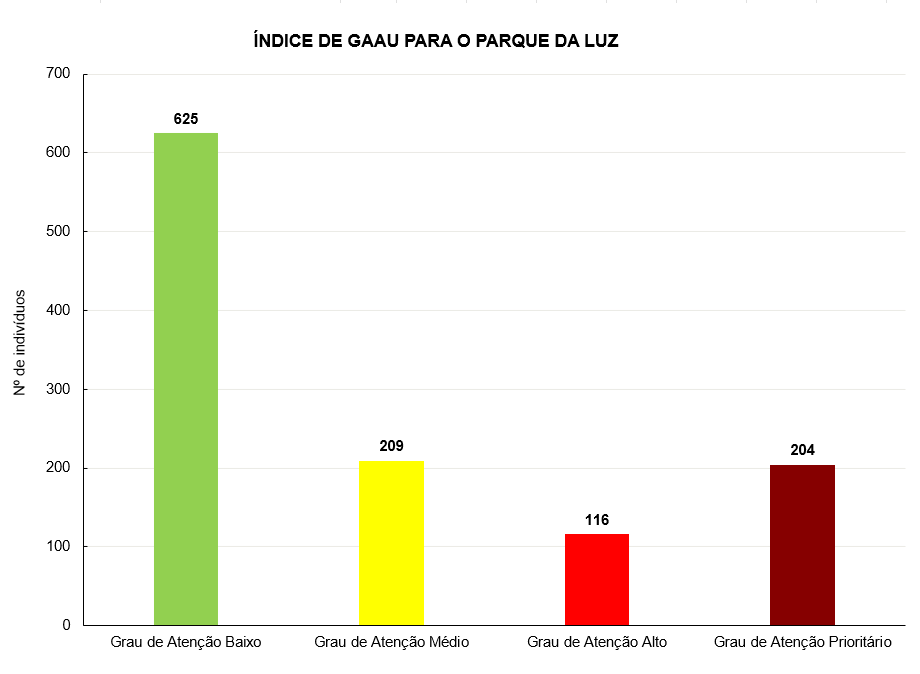 ÍNDICE DE GAAU PARA O PARQUE DA LUZ
Nº de indivíduos
700
600
500
400
300
200
100
0
625
209
116
204
Grau de Atenção Baixo
Grau de Atenção Médio
Grau de Atenção Alto
Grau de Atenção Prioritário